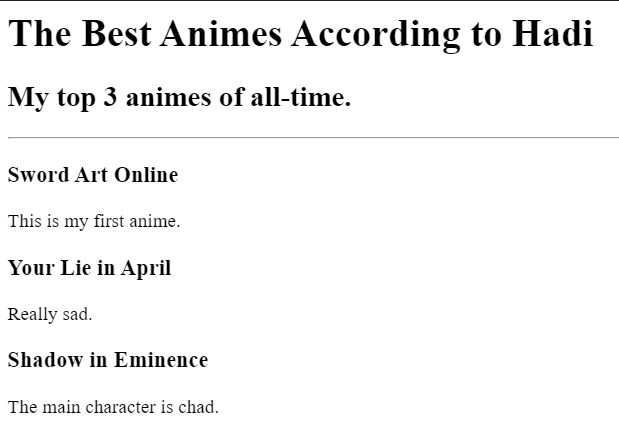 The Best Animes According to Hadi
My top 3 animes of all-time.
Sword Art Online
This is my first anime.
Your Lie in April
Really sad.
Shadow in Eminence
The main character is chad.